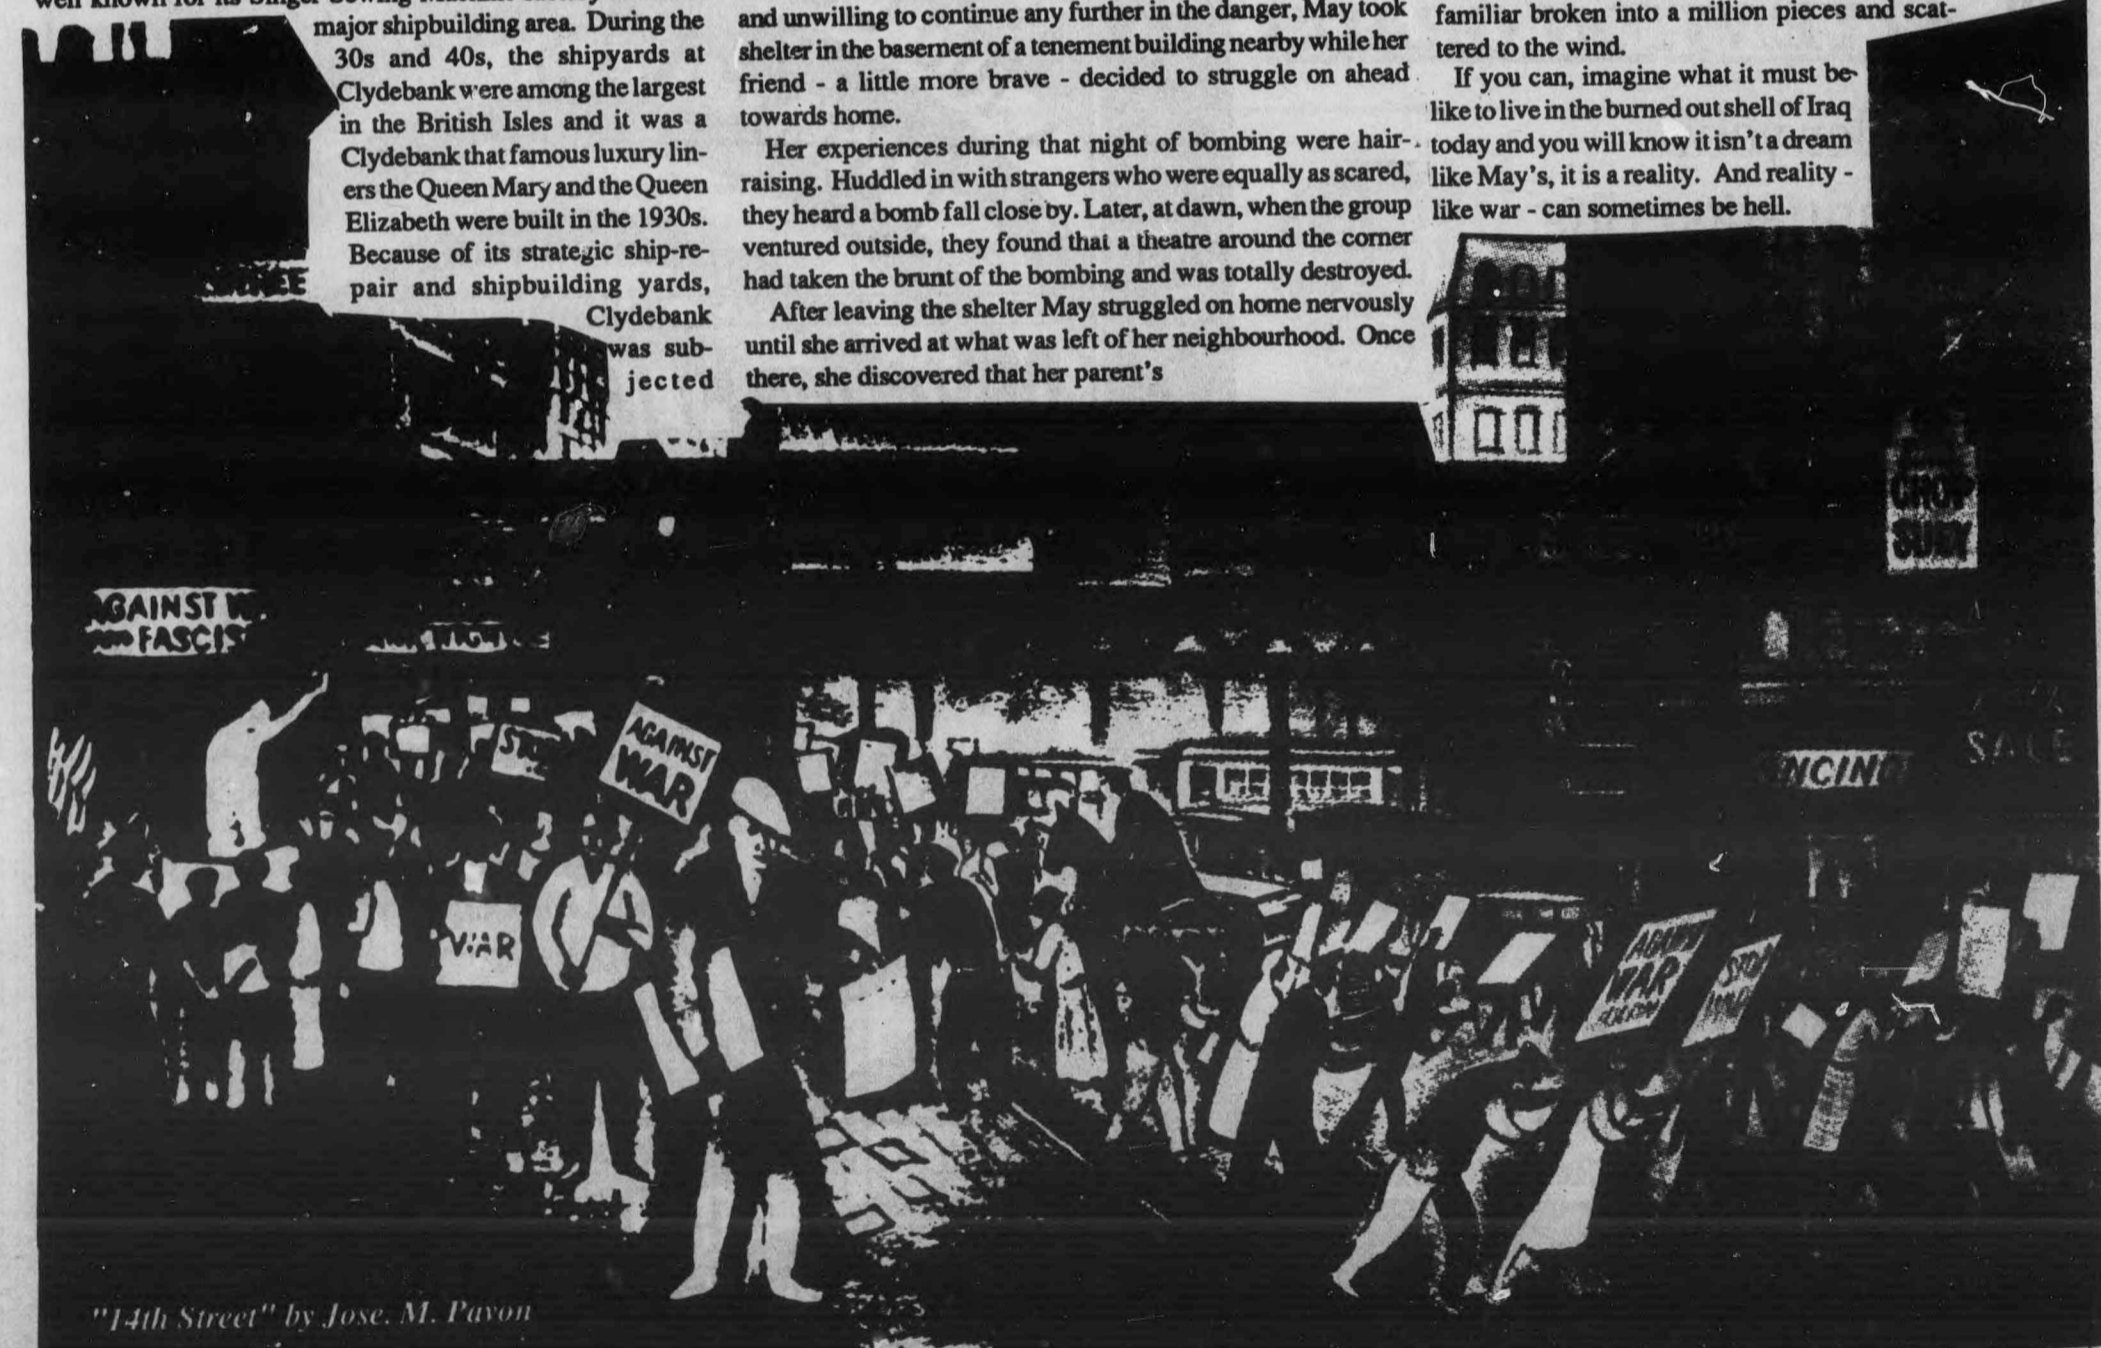 major shipbuilding area. During the
30s and 40s, the shipyards at
Clydebank were among the largest
in the British Isles and it was a
Clydebank that famous luxury lin-
ers the Queen Mary and the Queen
Elizabeth were built in the 1930s.
Because of its strategic ship-re-
pair and shipbuilding yards,
Clydebank
was sub-
jected
and unwilling to continue any further in the danger, May took
shelter in the basement of a tenement building nearby while her
friend - a little more brave - decided to struggle on ahead
towards home.
Her experiences during that night of bombing were hair-
raising. Huddled in with strangers who were equally as scared,
they heard a bomb fall close by. Later, at dawn, when the group
ventured outside, they found that a theatre around the corner
had taken the brunt of the bombing and was totally destroyed.
After leaving the shelter May struggled on home nervously
until she arrived at what was left of her neighbourhood. Once
there, she discovered that her parent's
familiar broken into a million pieces and scat-
tered to the wind.
If you can, imagine what it must be
like to live in the burned out shell of Iraq
today and you will know it isn't a dream
like May's, it is a reality. And reality -
like war - can sometimes be hell.
CHOP
SUEY
GAINST W
FASCIS
AGAINST
WAR
SALE
NCING
WAR
AGAINST
WAR
STOP
"14th Street" by Jose. M. Pavon